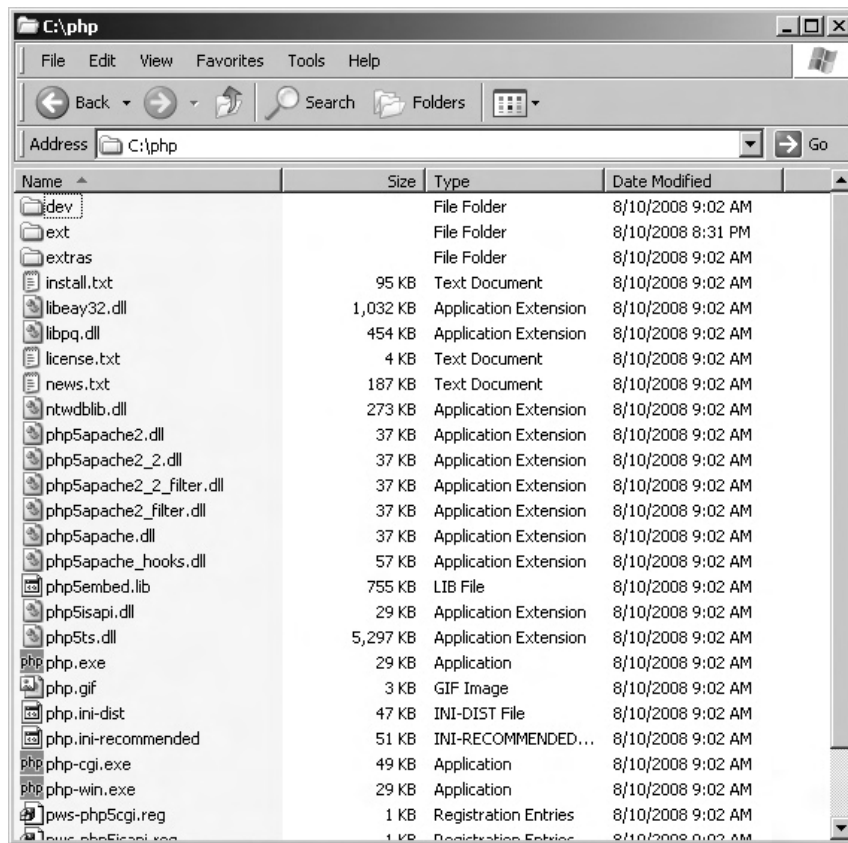 C:\php
File Edit View Favorites Tools Help
Back Search Folders
Address C:\php Go
Name Size Type Date Modified
dev File Folder 8/10/2008 9:02 AM
ext File Folder 8/10/2008 8:31 PM
extras File Folder 8/10/2008 9:02 AM
install.txt 95 KB Text Document 8/10/2008 9:02 AM
libeay32.dll 1,032 KB Application Extension 8/10/2008 9:02 AM
libpq.dll 454 KB Application Extension 8/10/2008 9:02 AM
license.txt 4 KB Text Document 8/10/2008 9:02 AM
news.txt 187 KB Text Document 8/10/2008 9:02 AM
ntwdblib.dll 273 KB Application Extension 8/10/2008 9:02 AM
php5apache2.dll 37 KB Application Extension 8/10/2008 9:02 AM
php5apache2_2.dll 37 KB Application Extension 8/10/2008 9:02 AM
php5apache2_2_filter.dll 37 KB Application Extension 8/10/2008 9:02 AM
php5apache2_filter.dll 37 KB Application Extension 8/10/2008 9:02 AM
php5apache.dll 37 KB Application Extension 8/10/2008 9:02 AM
php5apache_hooks.dll 57 KB Application Extension 8/10/2008 9:02 AM
php5embed.lib 755 KB LIB File 8/10/2008 9:02 AM
php5isapi.dll 29 KB Application Extension 8/10/2008 9:02 AM
php5ts.dll 5,297 KB Application Extension 8/10/2008 9:02 AM
php php.exe 29 KB Application 8/10/2008 9:02 AM
php.gif 3 KB GIF Image 8/10/2008 9:02 AM
php.ini-dist 47 KB INI-DIST File 8/10/2008 9:02 AM
php.ini-recommended 51 KB INI-RECOMMENDED... 8/10/2008 9:02 AM
php php-cgi.exe 49 KB Application 8/10/2008 9:02 AM
php php-win.exe 29 KB Application 8/10/2008 9:02 AM
pws-php5cgi.reg 1 KB Registration Entries 8/10/2008 9:02 AM
pws-php5isapi.reg 1 KB Registration Entries 8/10/2008 9:02 AM